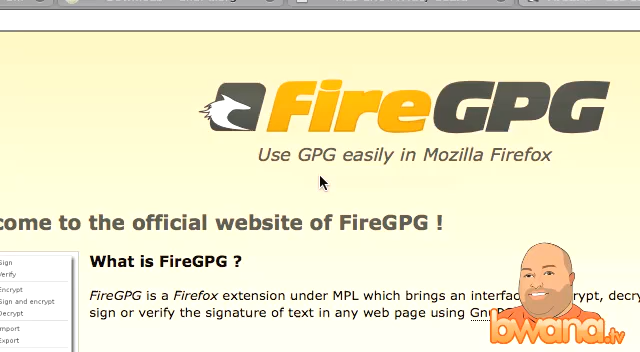 FireGPG
Use GPG easily in Mozilla Firefox
come to the official website of FireGPG !
Sign
Verify
Encrypt
Sign and encrypt
Decrypt
Import
Export
What is FireGPG ?
FireGPG is a Firefox extension under MPL which brings an interfac rypt, decry
sign or verify the signature of text in any web page using Gnu
bwana.tv